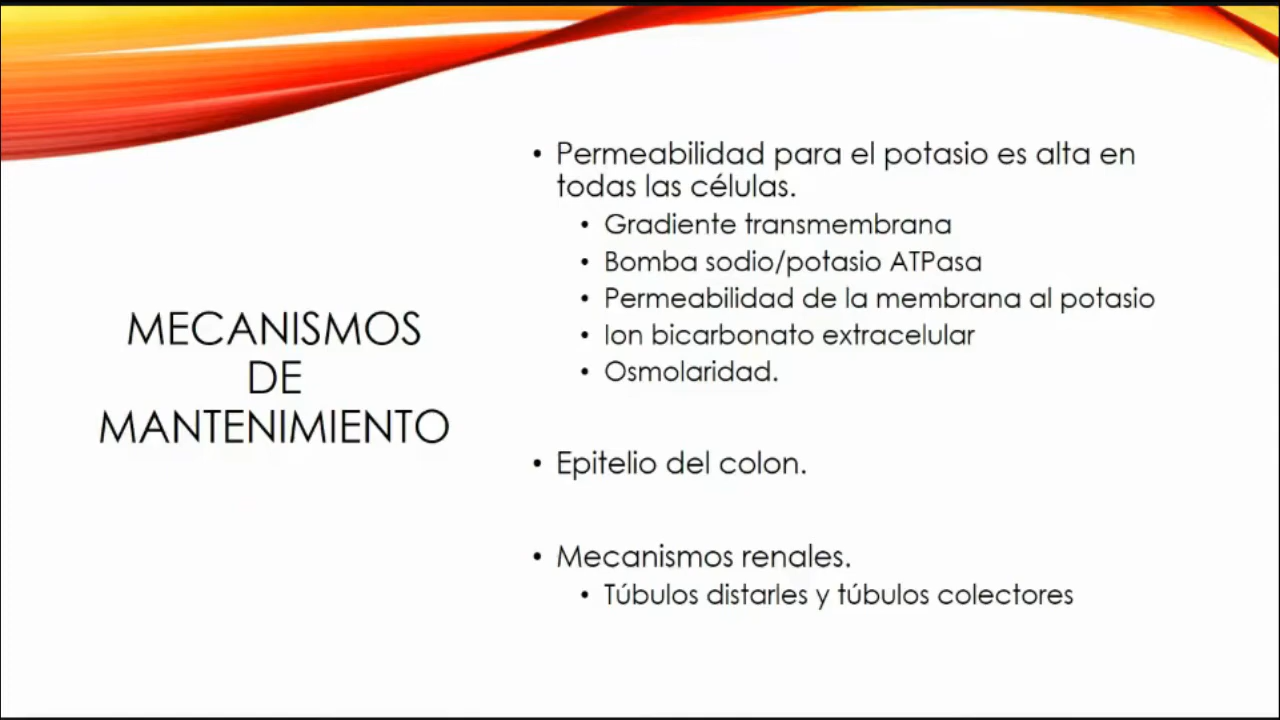 MECANISMOS
DE
MANTENIMIENTO
• Permeabilidad para el potasio es alta en
todas las células.
• Gradiente transmembrana
• Bomba sodio/potasio ATPasa
• Permeabilidad de la membrana al potasio
• Ion bicarbonato extracelular
• Osmolaridad.
• Epitelio del colon.
• Mecanismos renales.
• Túbulos distarles y túbulos colectores